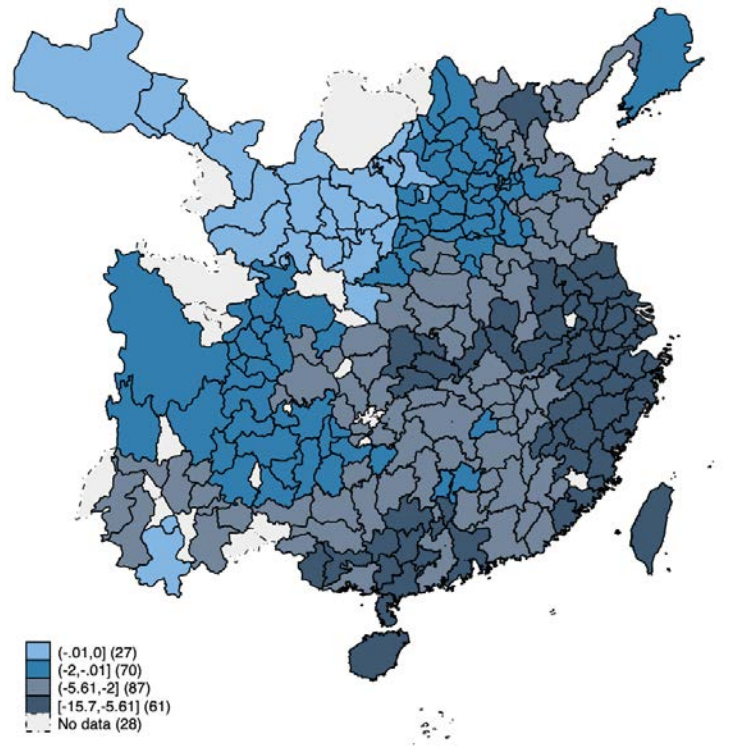 (-.01,0] (27)
(-2,-.01] (70)
(-5.61,-2] (87)
[-15.7,-5.61] (61)
No data (28)